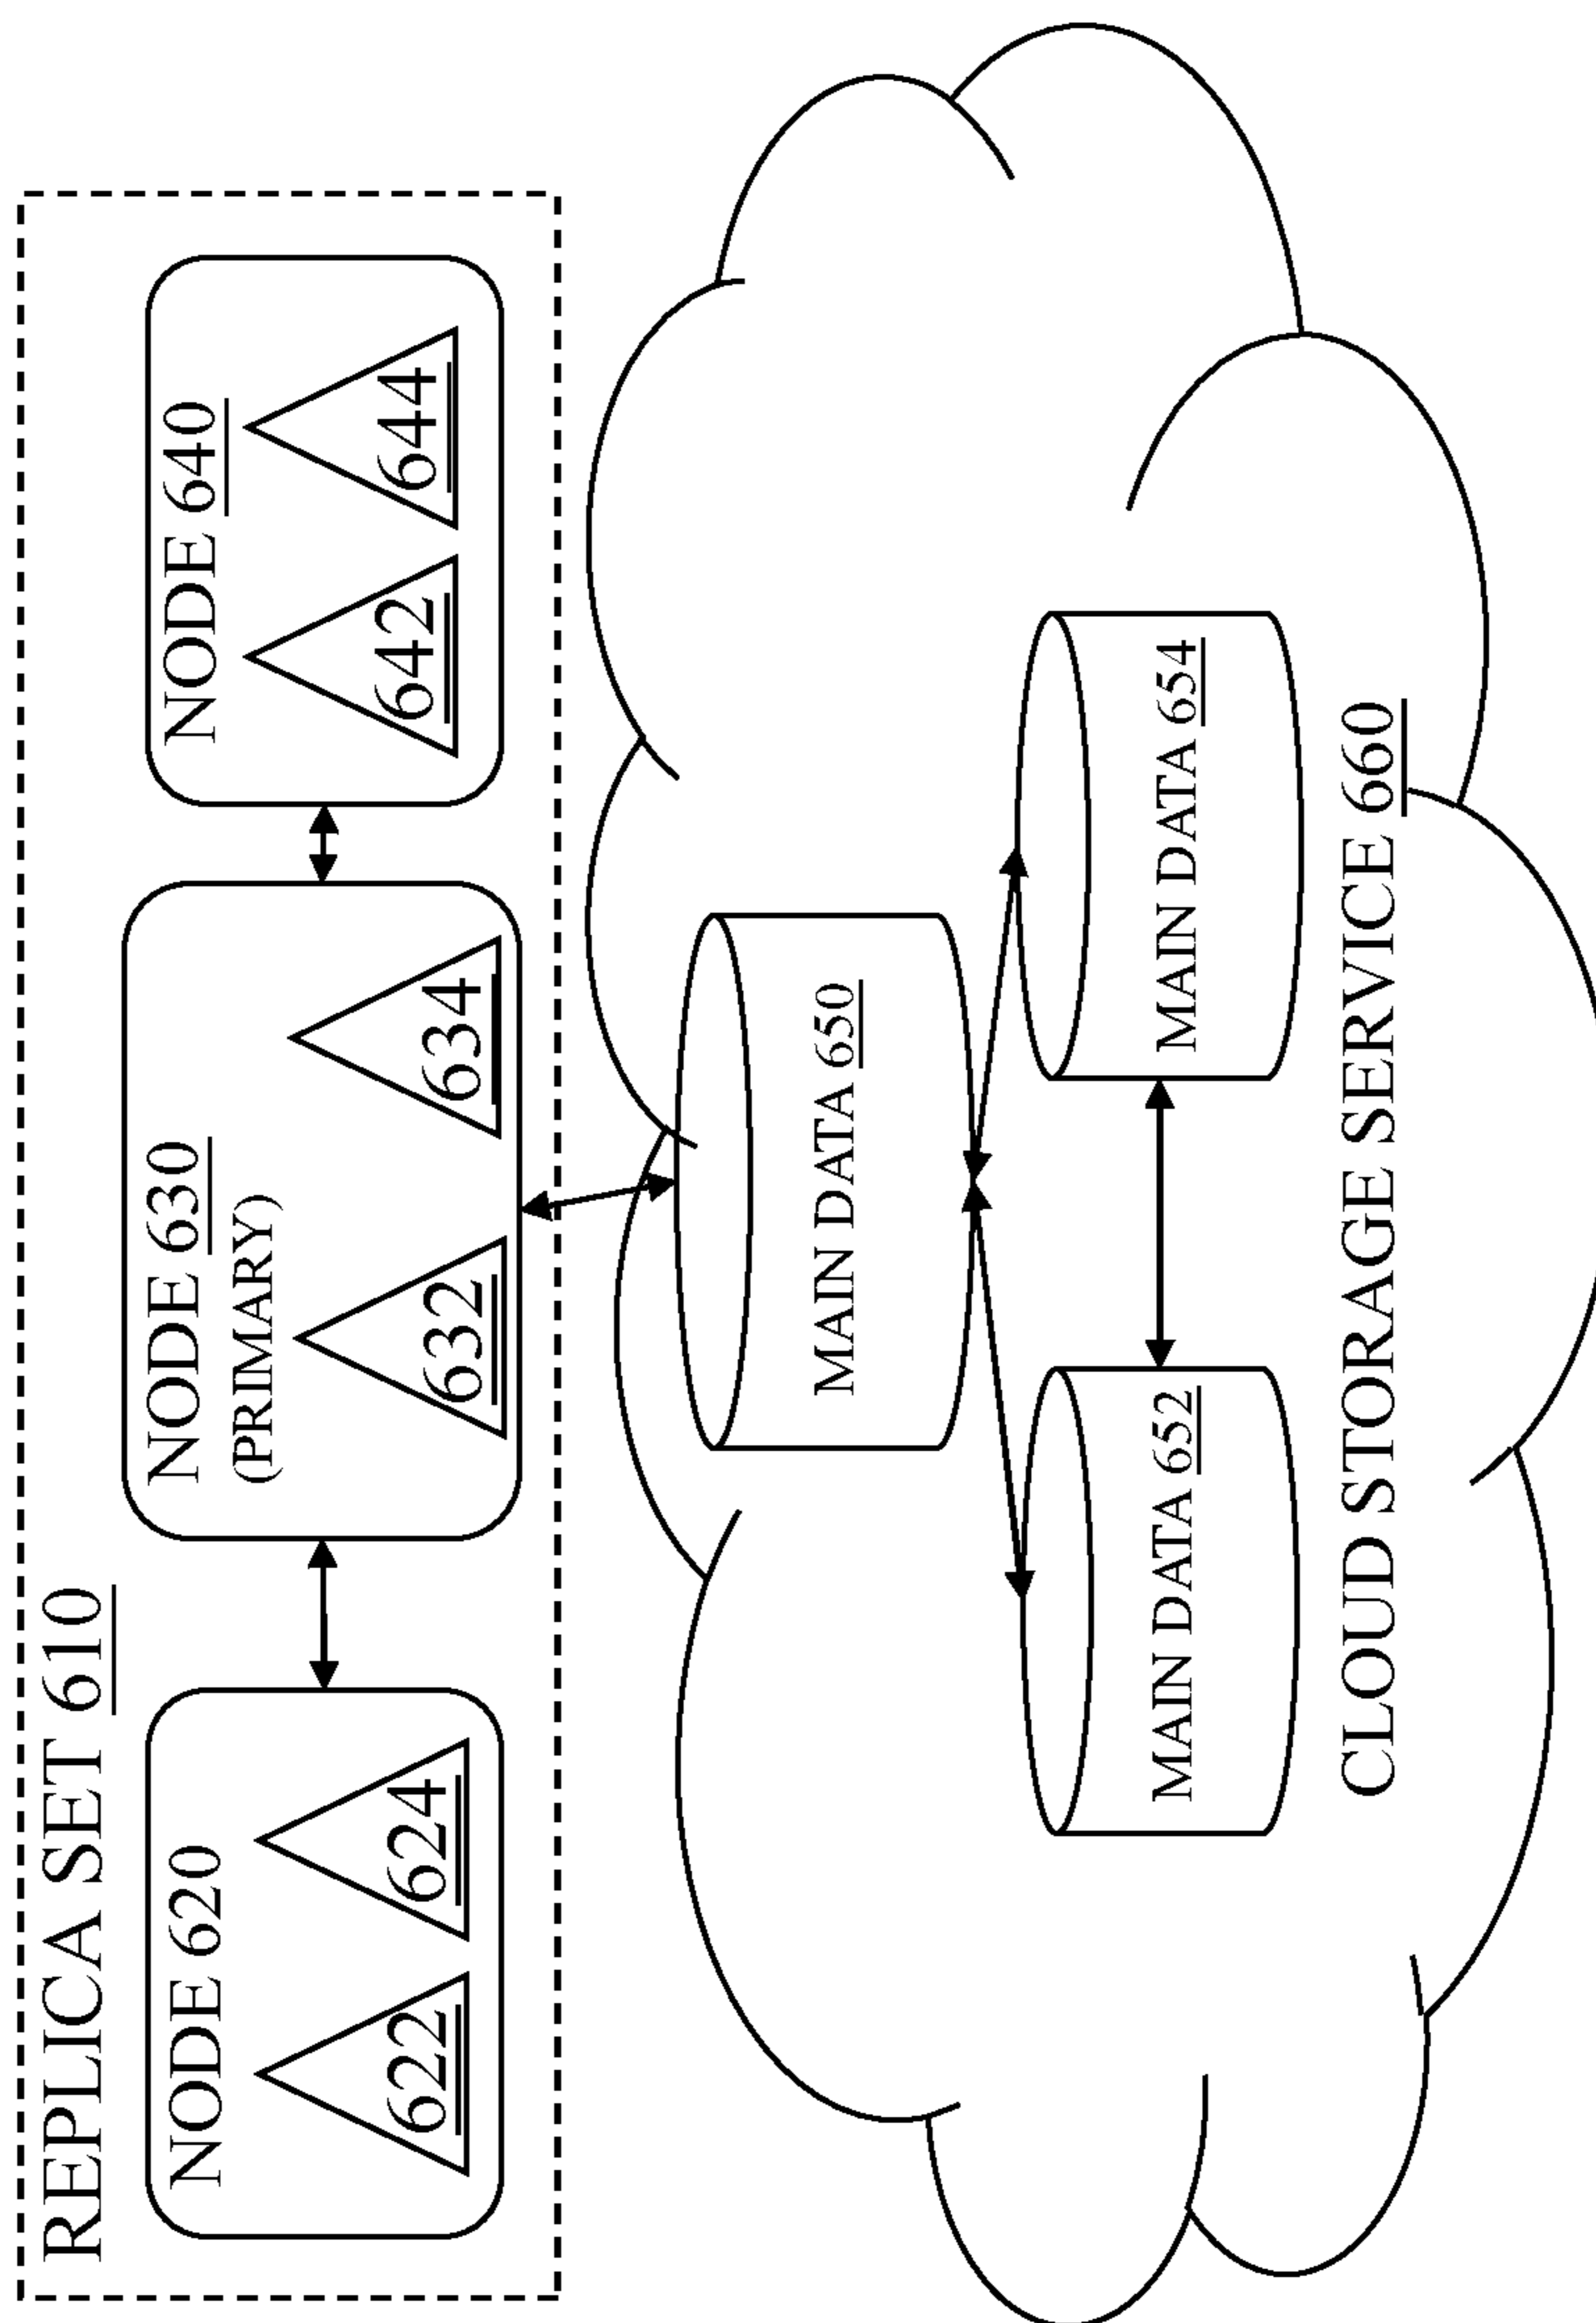 REPLICA SET 610
NODE 620
622
624
NODE 630
(PRIMARY)
632
634
NODE 640
642
644
MAIN DATA 650
MAIN DATA 652
MAIN DATA 654
CLOUD STORAGE SERVICE 660